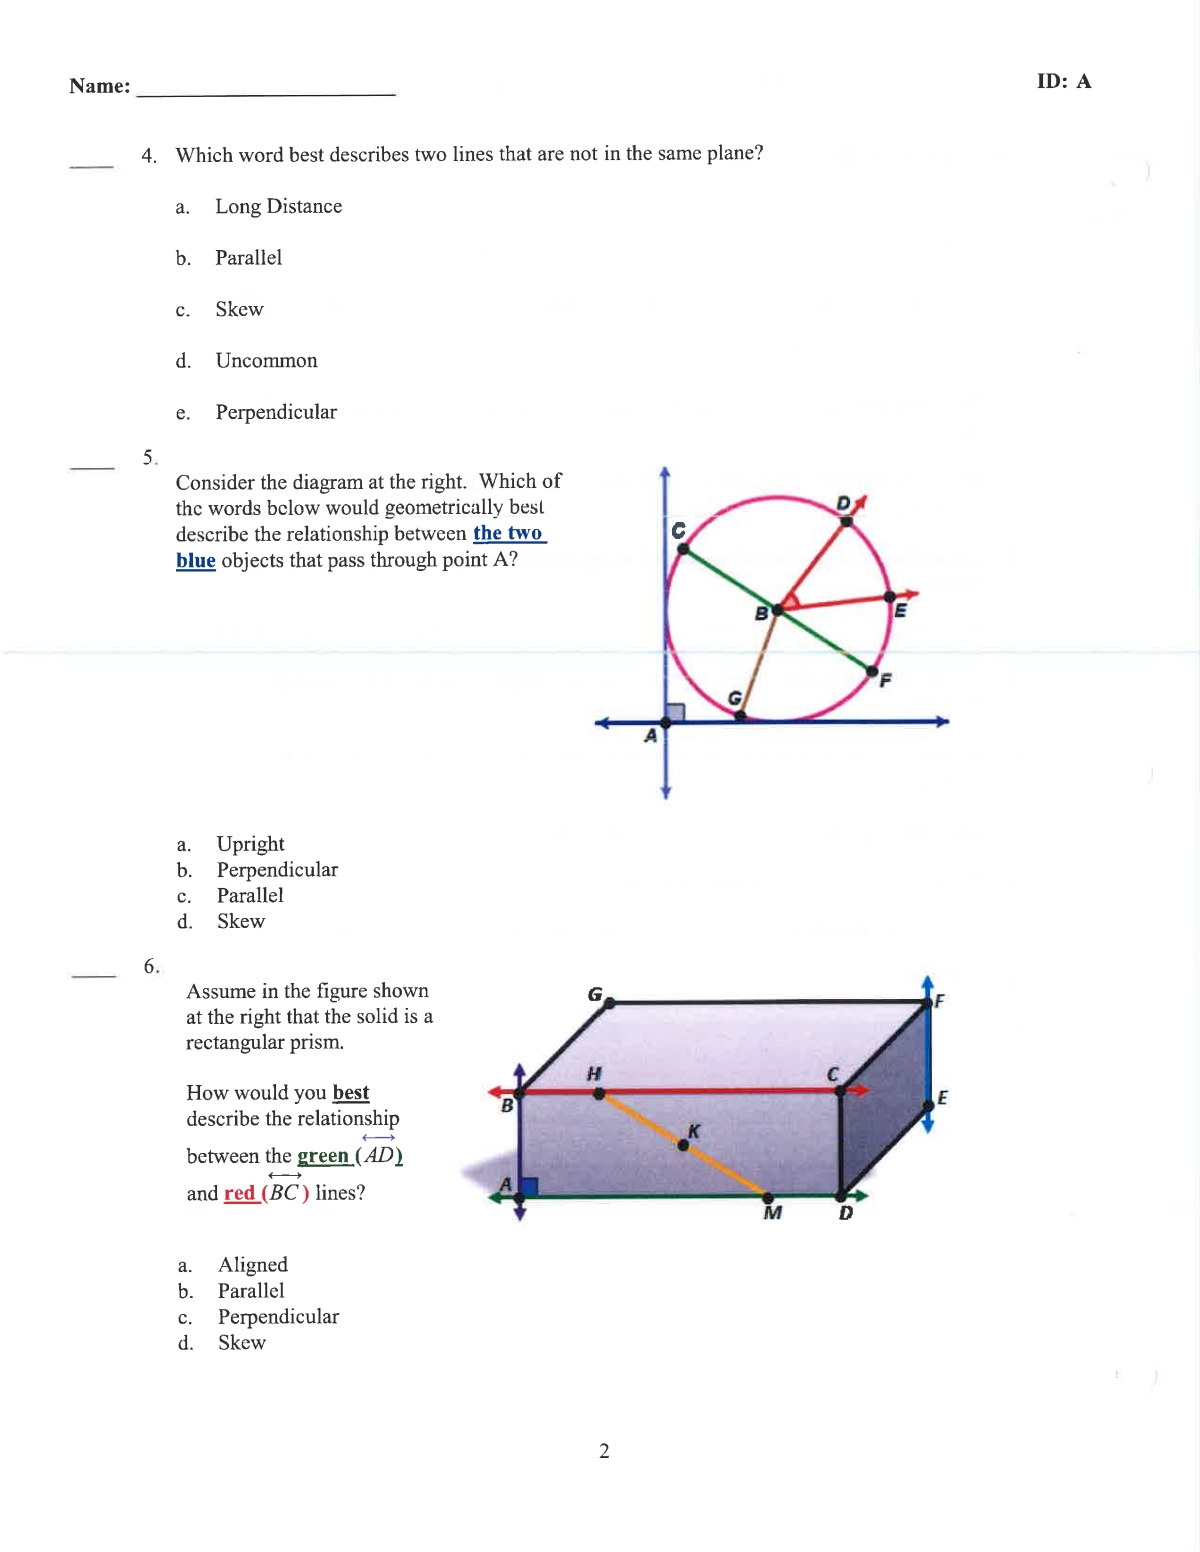 Name: ____________________
ID: A
____ 4. Which word best describes two lines that are not in the same plane?
a. Long Distance
b. Parallel
c. Skew
d. Uncommon
e. Perpendicular
____ 5.
Consider the diagram at the right. Which of
the words below would geometrically best
describe the relationship between the two
blue objects that pass through point A?
C
D
B
E
F
G
A
a. Upright
b. Perpendicular
c. Parallel
d. Skew
____ 6.
Assume in the figure shown
at the right that the solid is a
rectangular prism.
How would you best
describe the relationship
between the green (AD)
and red (BC) lines?
G
F
H
C
B
E
K
A
M
D
a. Aligned
b. Parallel
c. Perpendicular
d. Skew
2